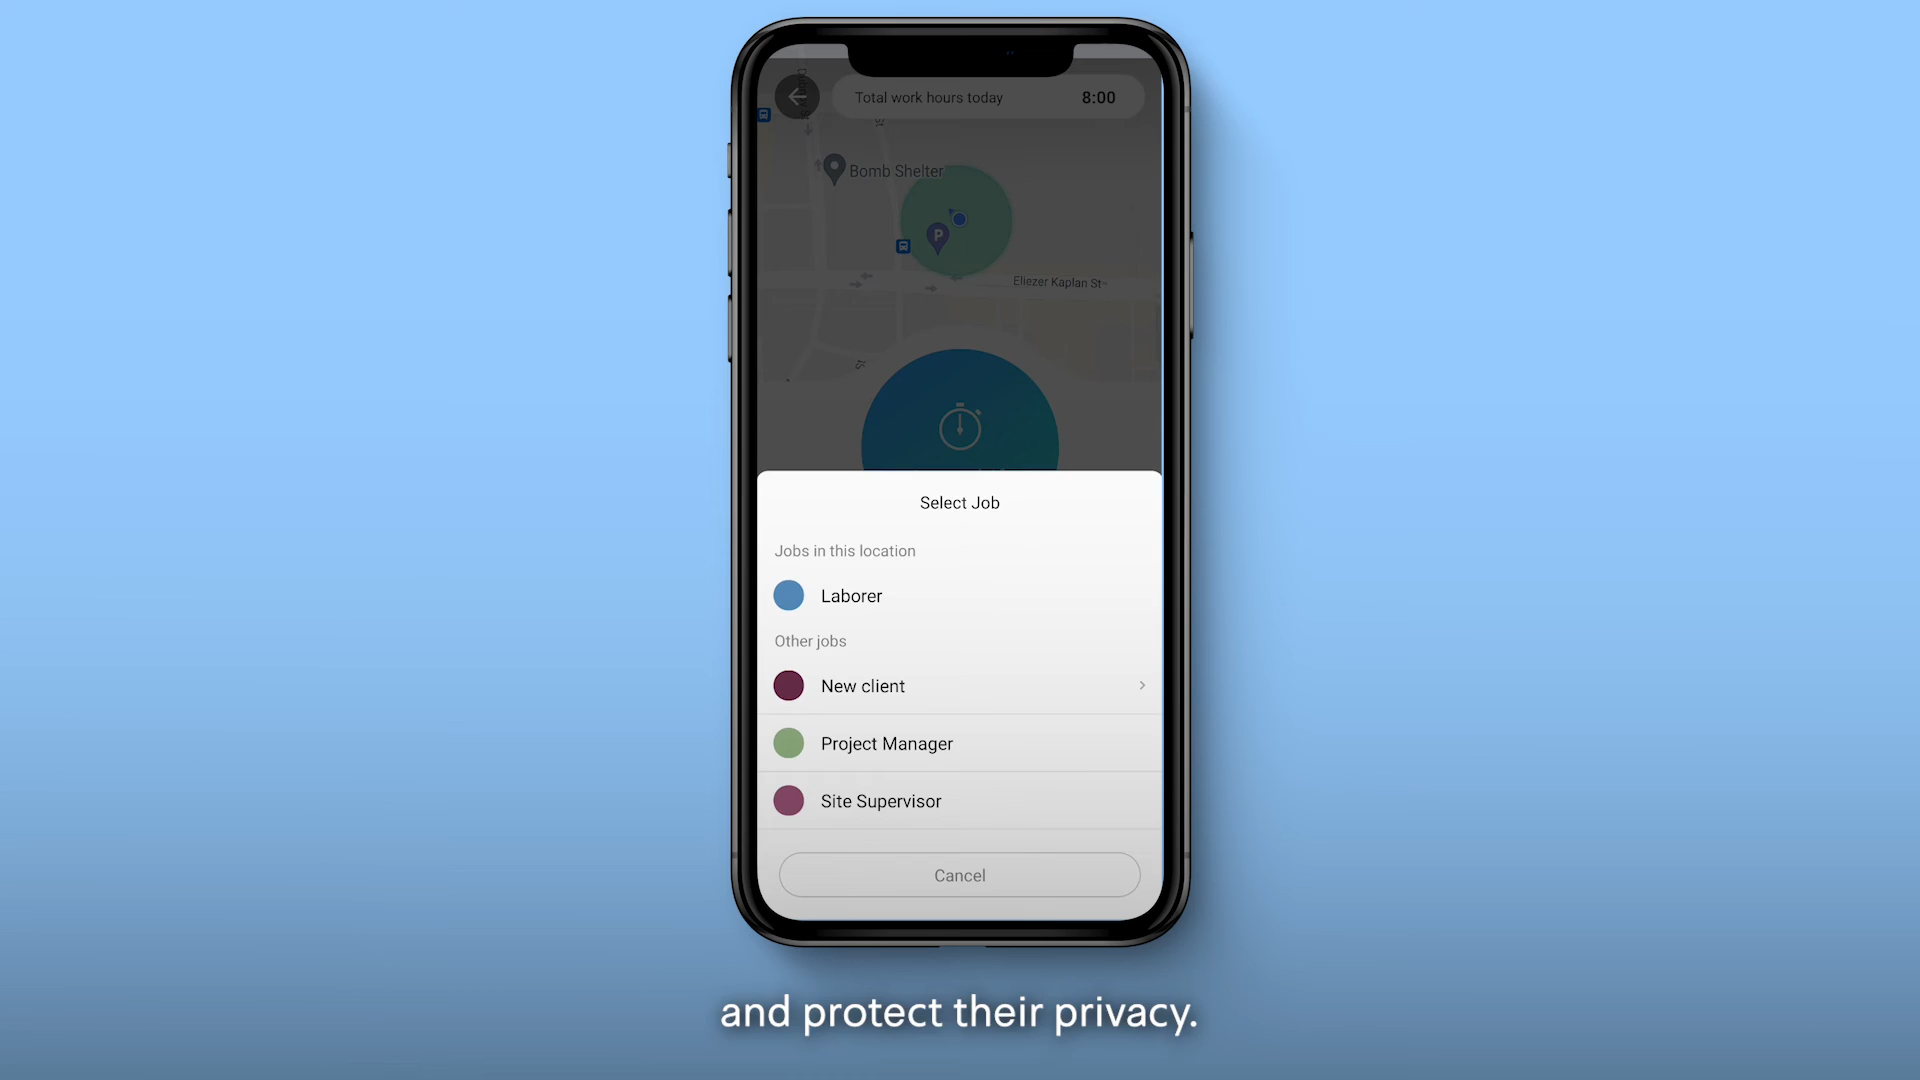 Total work hours today 8:00
Bomb Shelter
P
Eliezer Kaplan St
Select Job
Jobs in this location
Laborer
Other jobs
New client
Project Manager
Site Supervisor
Cancel
and protect their privacy.